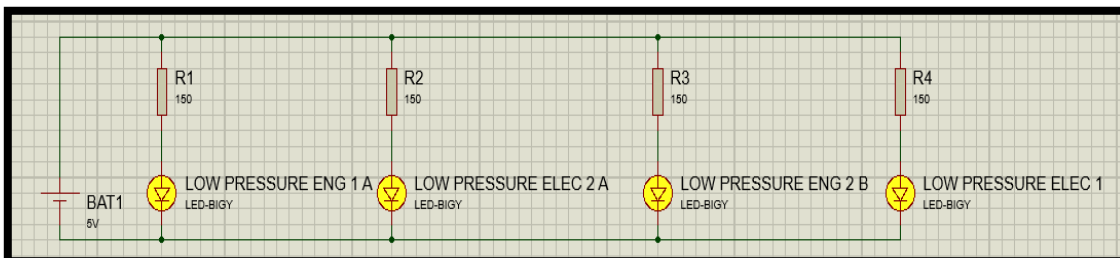 R1
150
R2
150
R3
150
R4
150
BAT1
5V
LOW PRESSURE ENG 1 A
LED-BIGY
LOW PRESSURE ELEC 2 A
LED-BIGY
LOW PRESSURE ENG 2 B
LED-BIGY
LOW PRESSURE ELEC 1
LED-BIGY